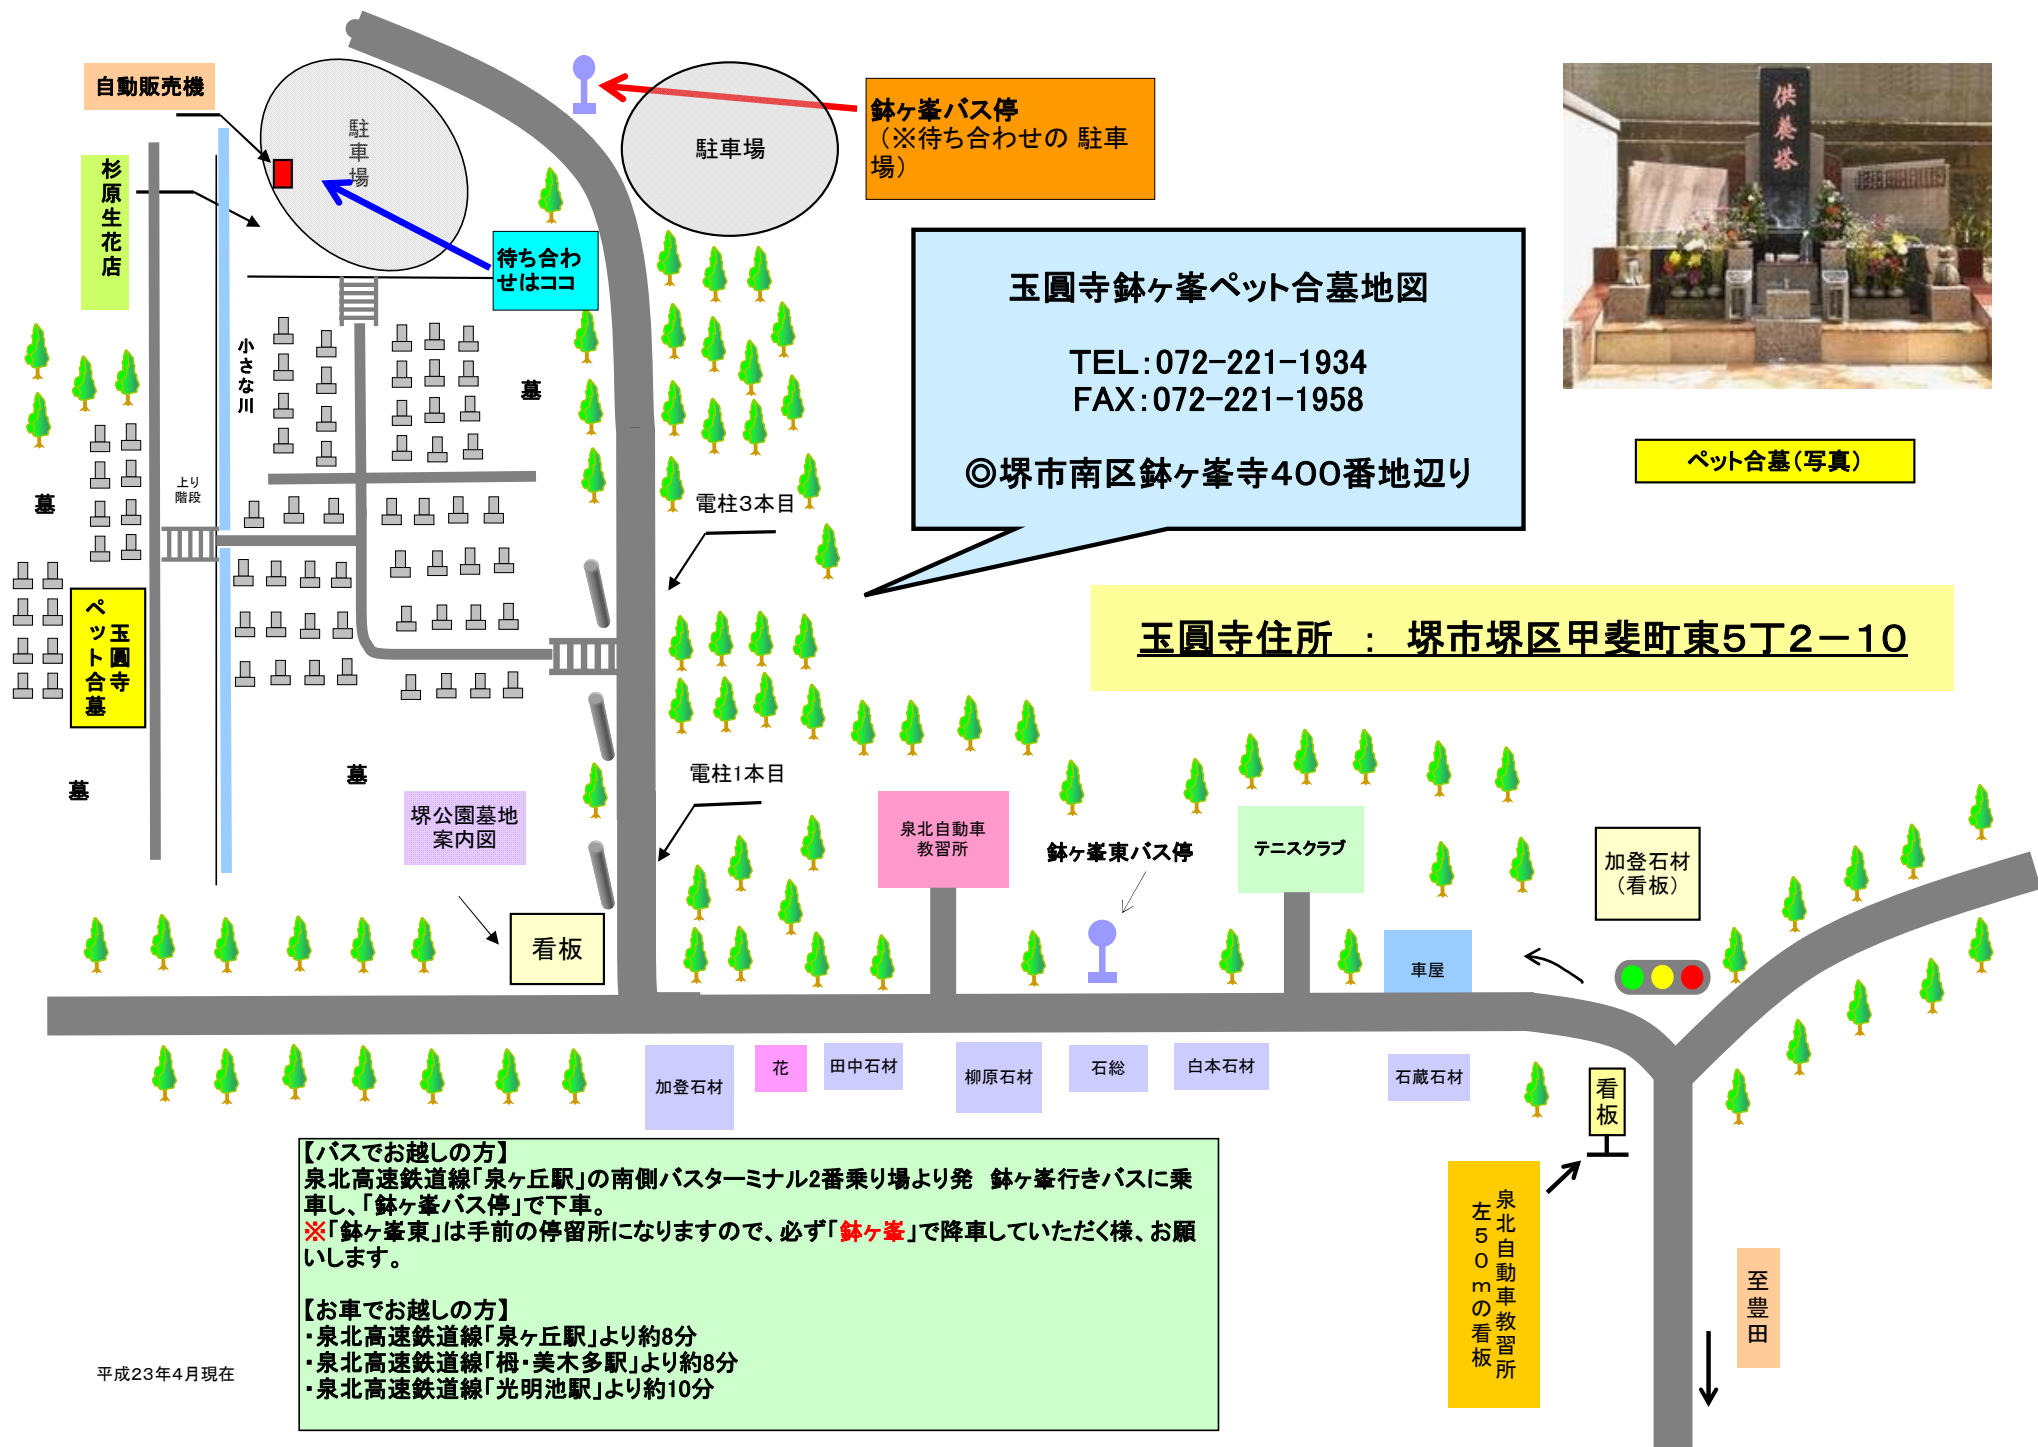 自動販売機
駐
車
場
駐車場
鉢ヶ峯バス停
（※待ち合わせの 駐車
場）
供養塔
杉原生花店
待ち合わ
せはココ
玉圓寺鉢ヶ峯ペット合墓地図
TEL：072-221-1934
FAX：072-221-1958
◎堺市南区鉢ヶ峯寺400番地辺り
ペット合墓（写真）
小さな川
墓
墓
上り
階段
電柱3本目
玉圓寺
ペット合墓
玉圓寺住所　：　堺市堺区甲斐町東5丁2－10
墓
墓
電柱1本目
堺公園墓地
案内図
泉北自動車
教習所
鉢ヶ峯東バス停
テニスクラブ
加登石材
（看板）
看板
車屋
加登石材
花
田中石材
柳原石材
石総
白本石材
石蔵石材
看板
【バスでお越しの方】
泉北高速鉄道線「泉ヶ丘駅」の南側バスターミナル2番乗り場より発　鉢ヶ峯行きバスに乗
車し、「鉢ヶ峯バス停」で下車。
※「鉢ヶ峯東」は手前の停留所になりますので、必ず「鉢ヶ峯」で降車していただく様、お願
いします。
【お車でお越しの方】
・泉北高速鉄道線「泉ヶ丘駅」より約8分
・泉北高速鉄道線「栂・美木多駅」より約8分
・泉北高速鉄道線「光明池駅」より約10分
泉北自動車教習所
左50mの看板
至豊田
平成23年4月現在